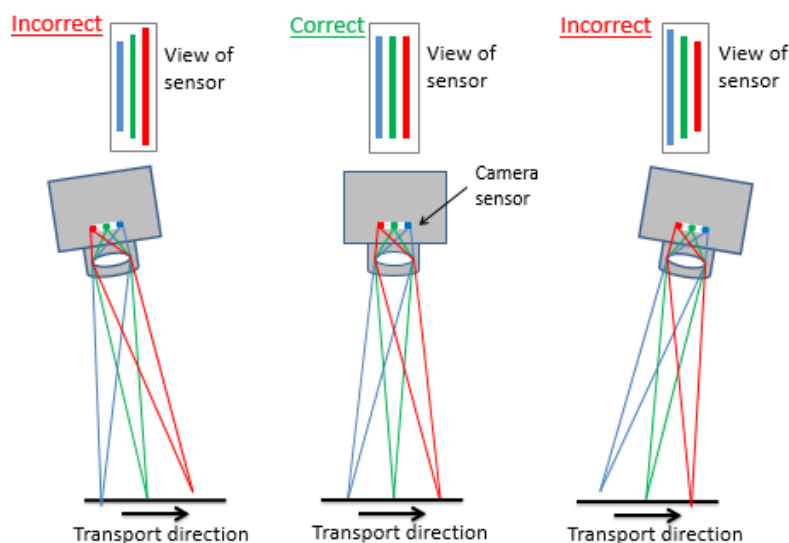 Incorrect
View of
sensor
Correct
View of
sensor
Incorrect
View of
sensor
Camera
sensor
Transport direction
Transport direction
Transport direction